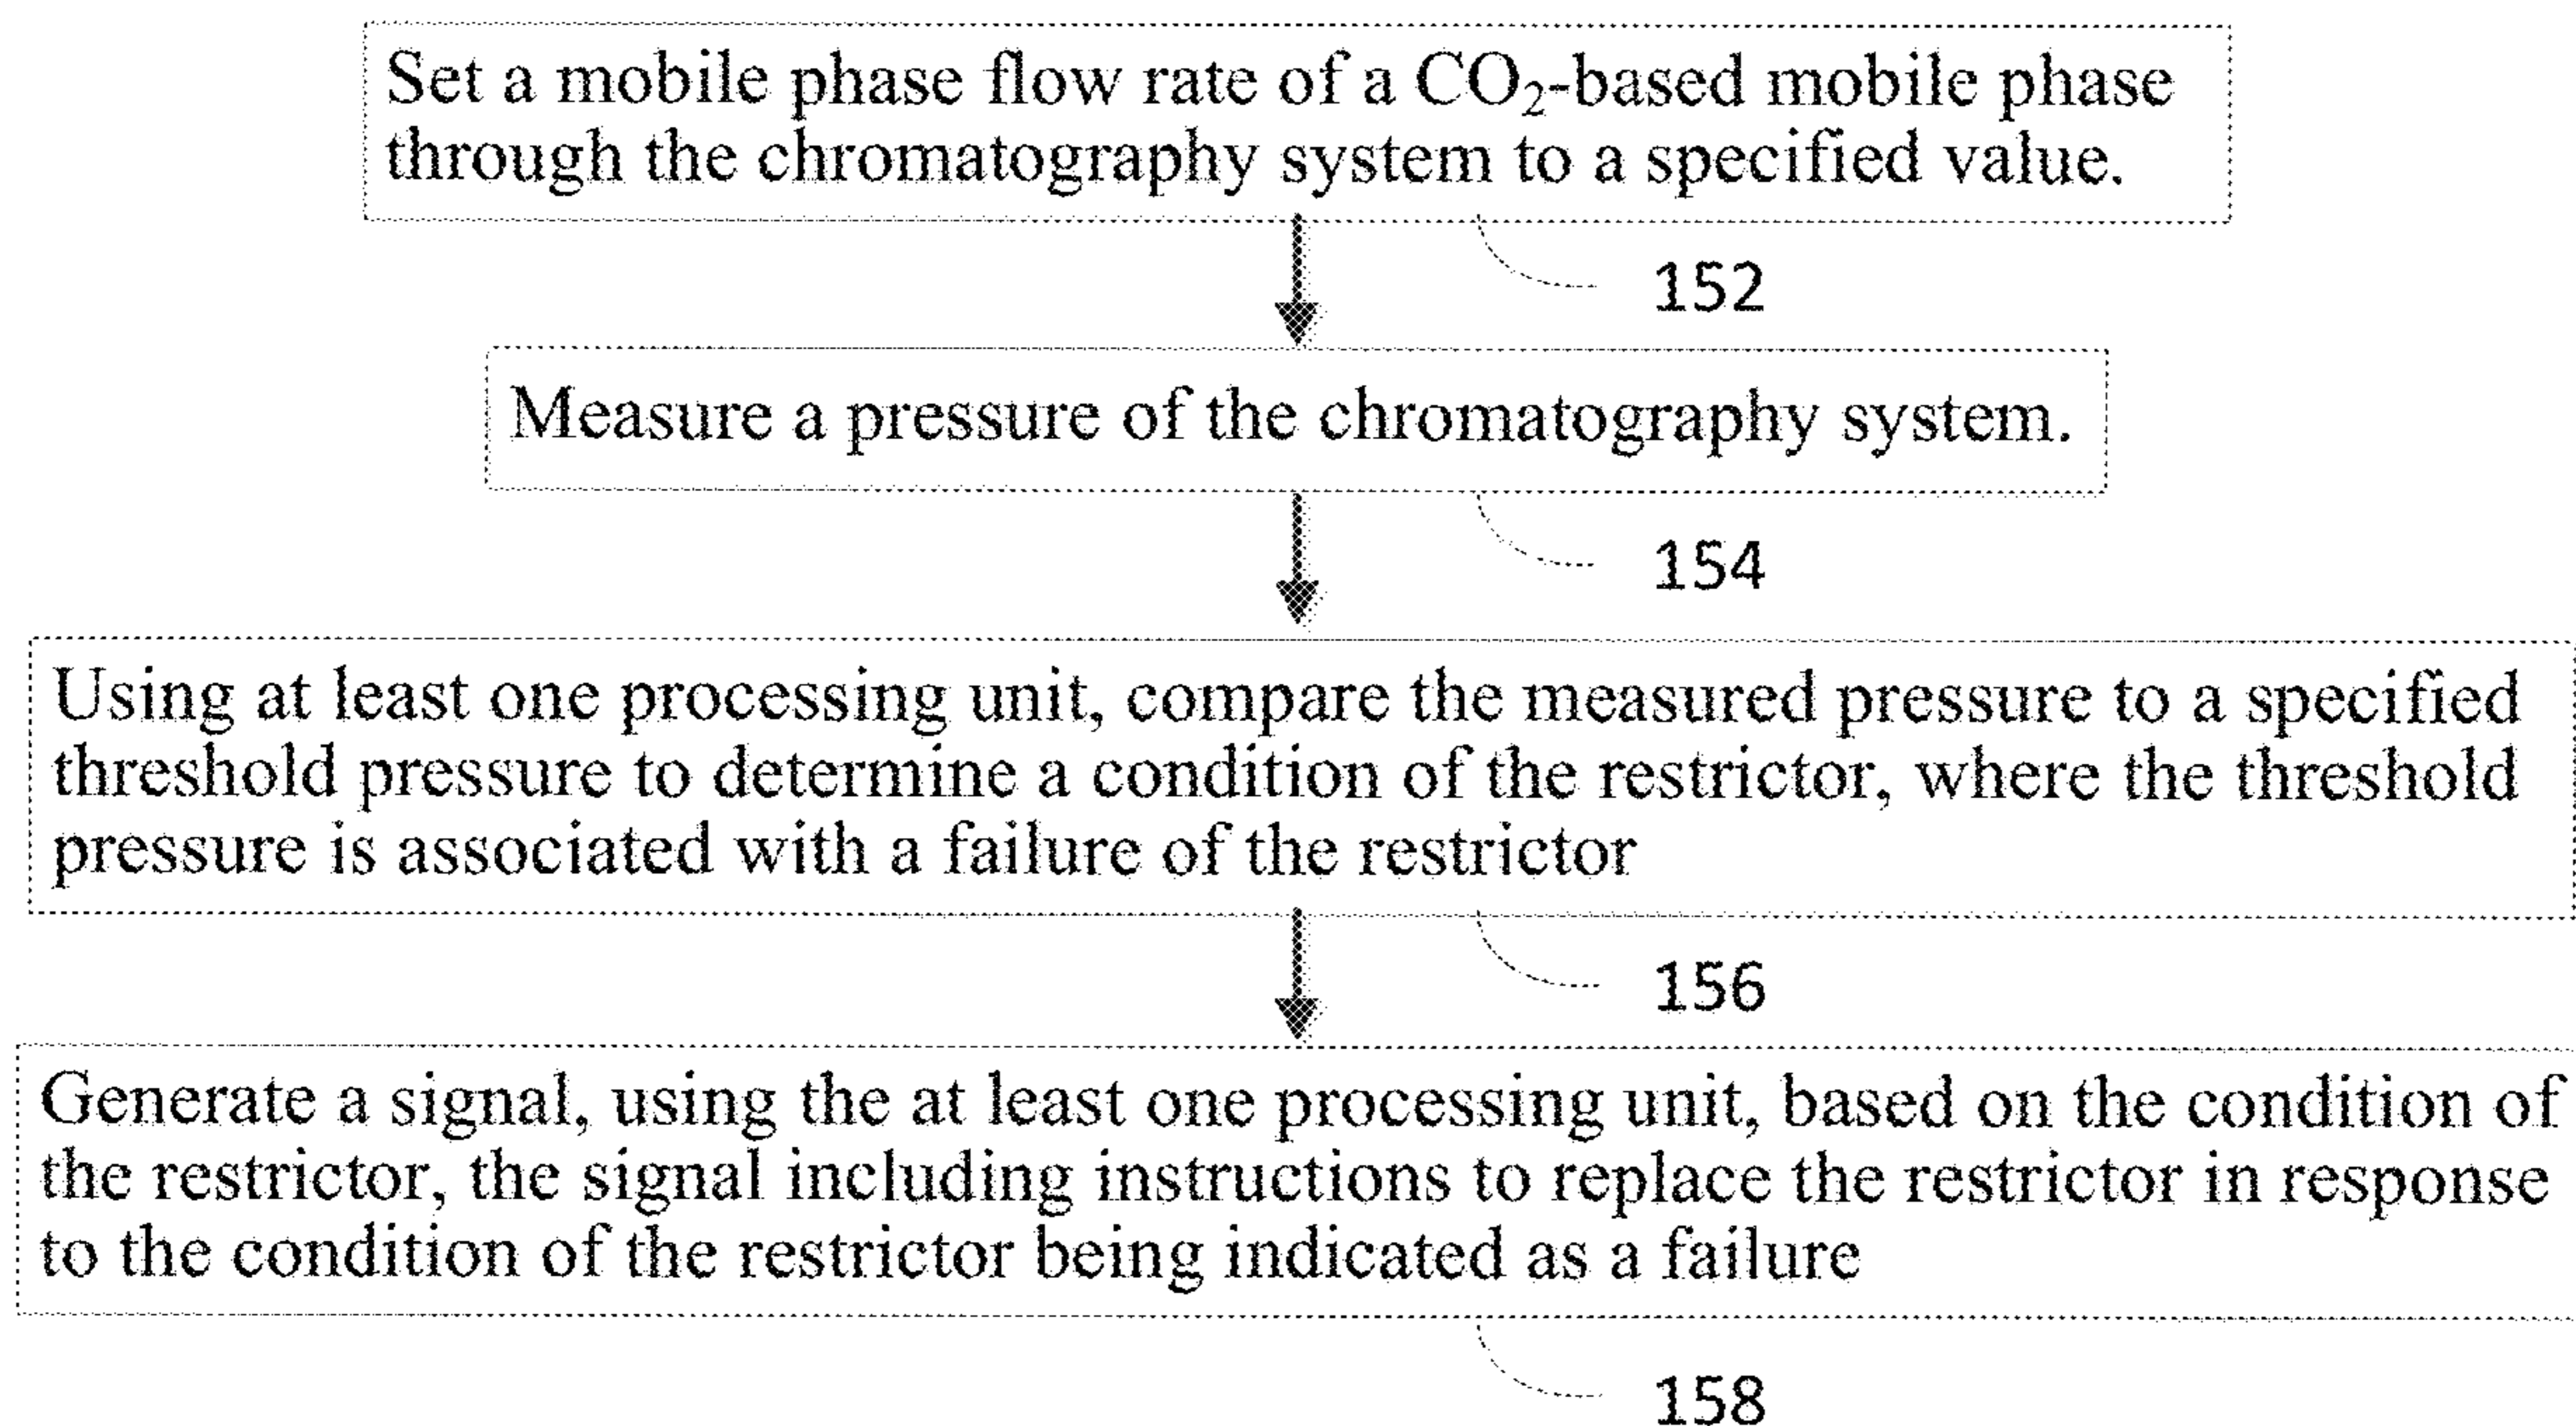 Set a mobile phase flow rate of a CO₂-based mobile phase
through the chromatography system to a specified value.
152
Measure a pressure of the chromatography system.
154
Using at least one processing unit, compare the measured pressure to a specified
threshold pressure to determine a condition of the restrictor, where the threshold
pressure is associated with a failure of the restrictor
156
Generate a signal, using the at least one processing unit, based on the condition of
the restrictor, the signal including instructions to replace the restrictor in response
to the condition of the restrictor being indicated as a failure
158